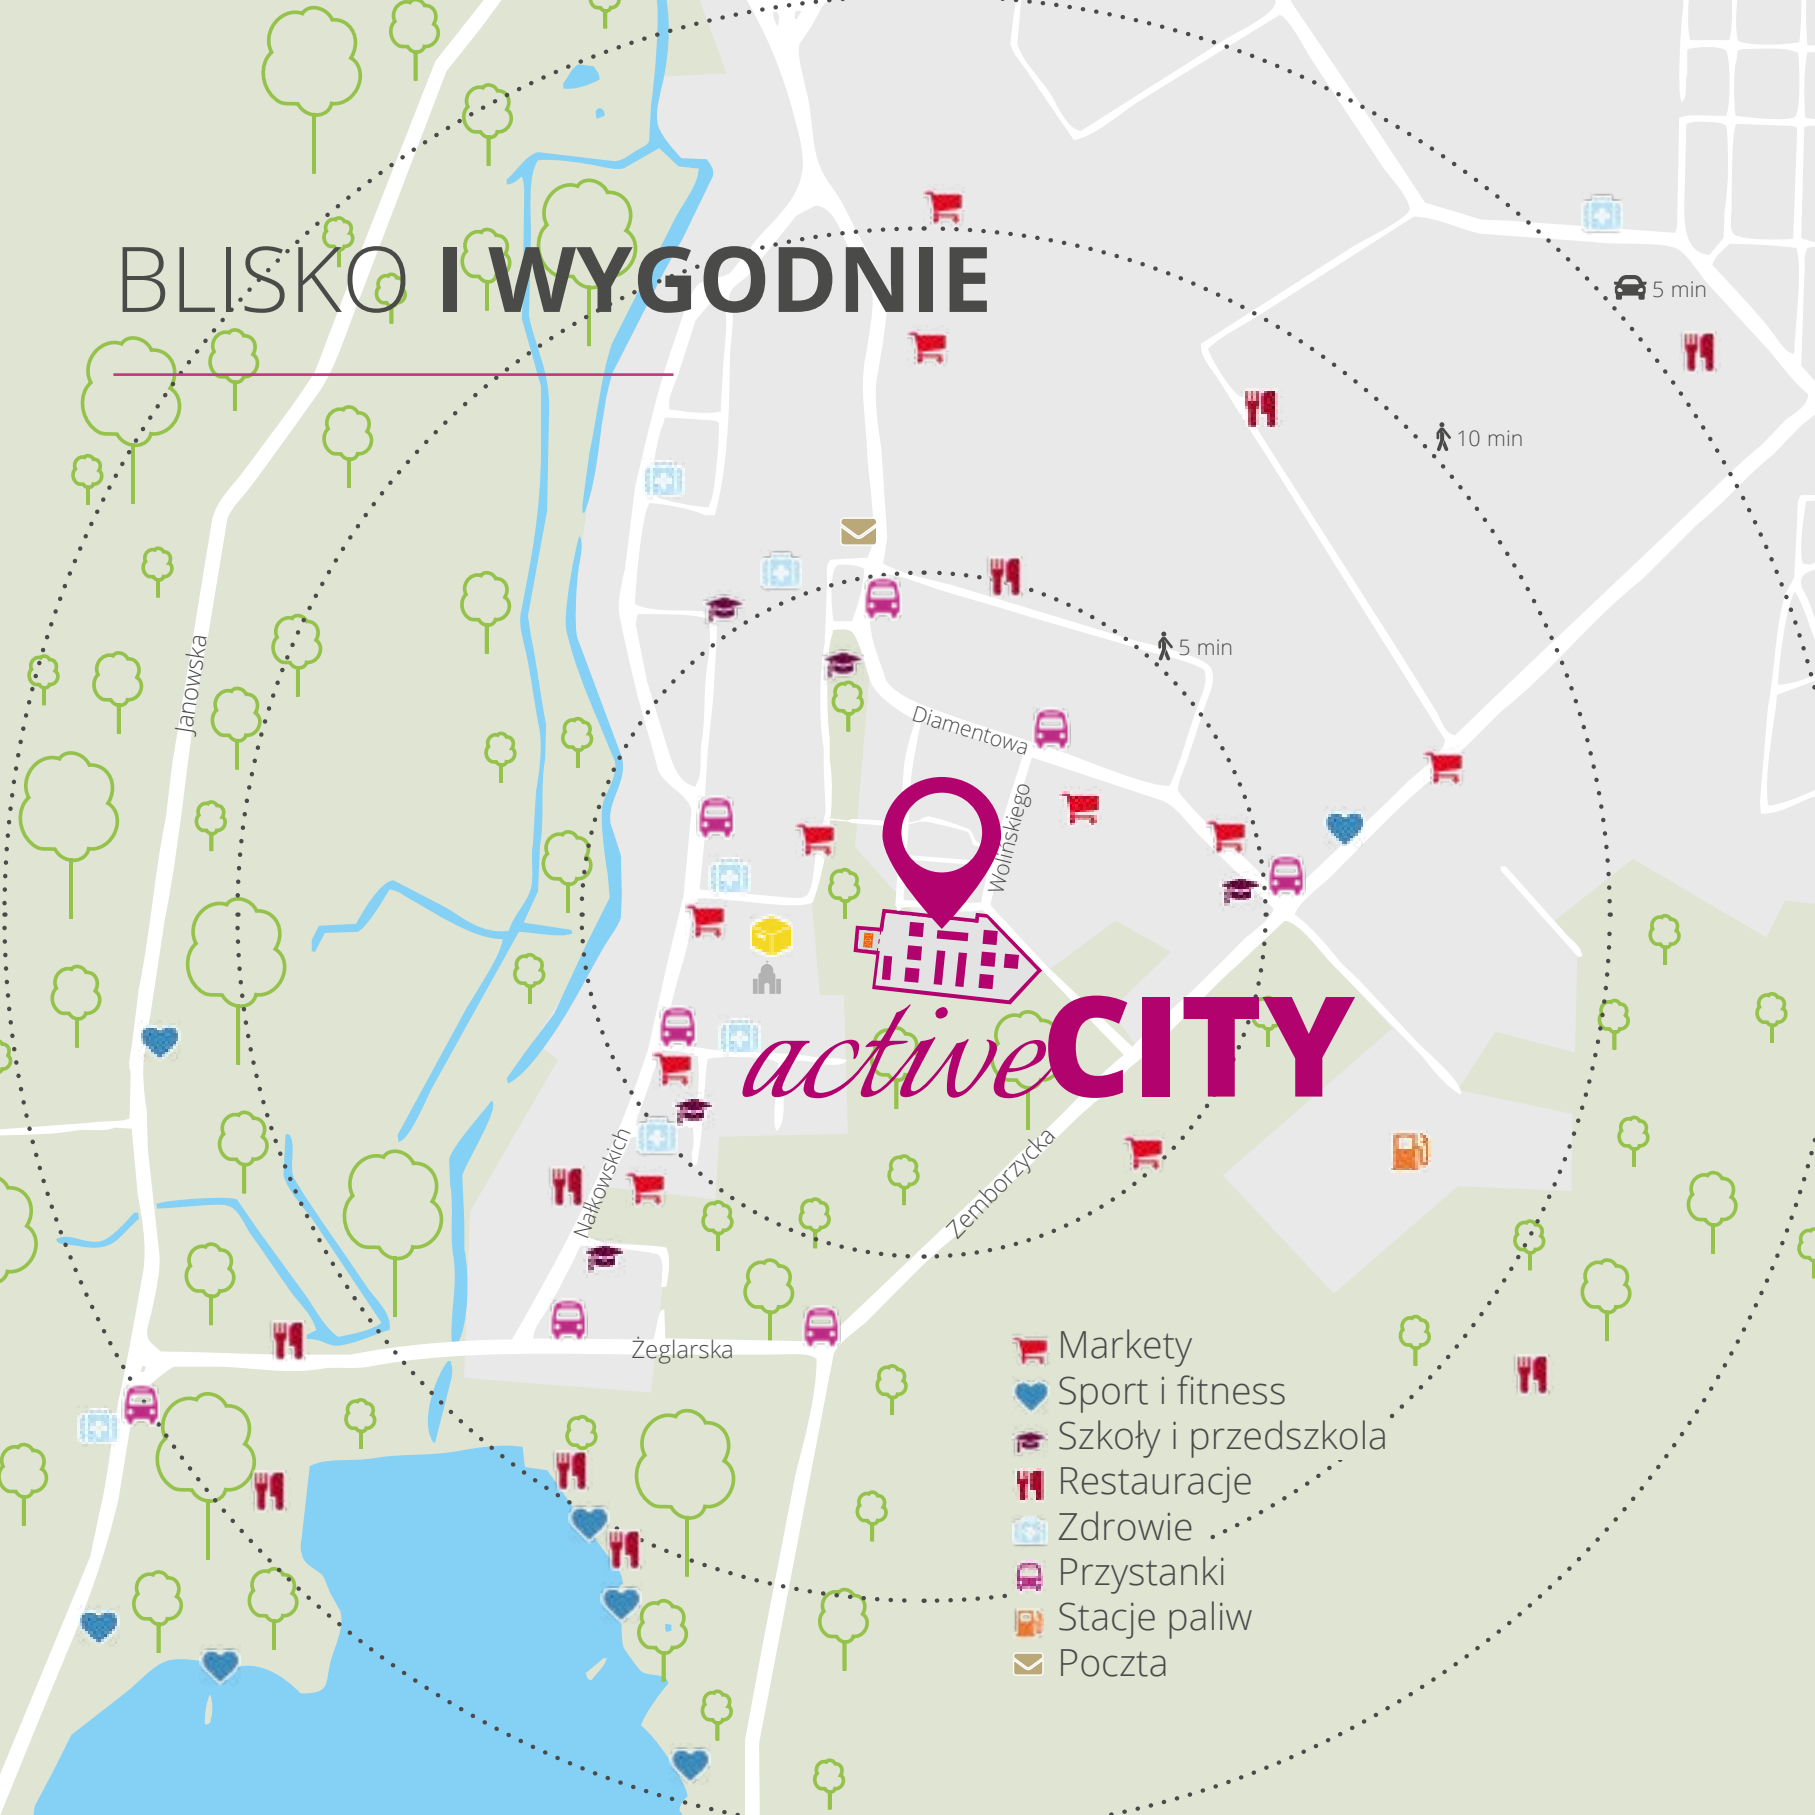 BLISKO I WYGODNIE
5 min
10 min
5 min
Janowska
Diamentowa
Wolińskiego
activeCITY
Nałkowskich
Zemborzycka
Żeglarska
Markety
Sport i fitness
Szkoły i przedszkola
Restauracje
Zdrowie
Przystanki
Stacje paliw
Poczta